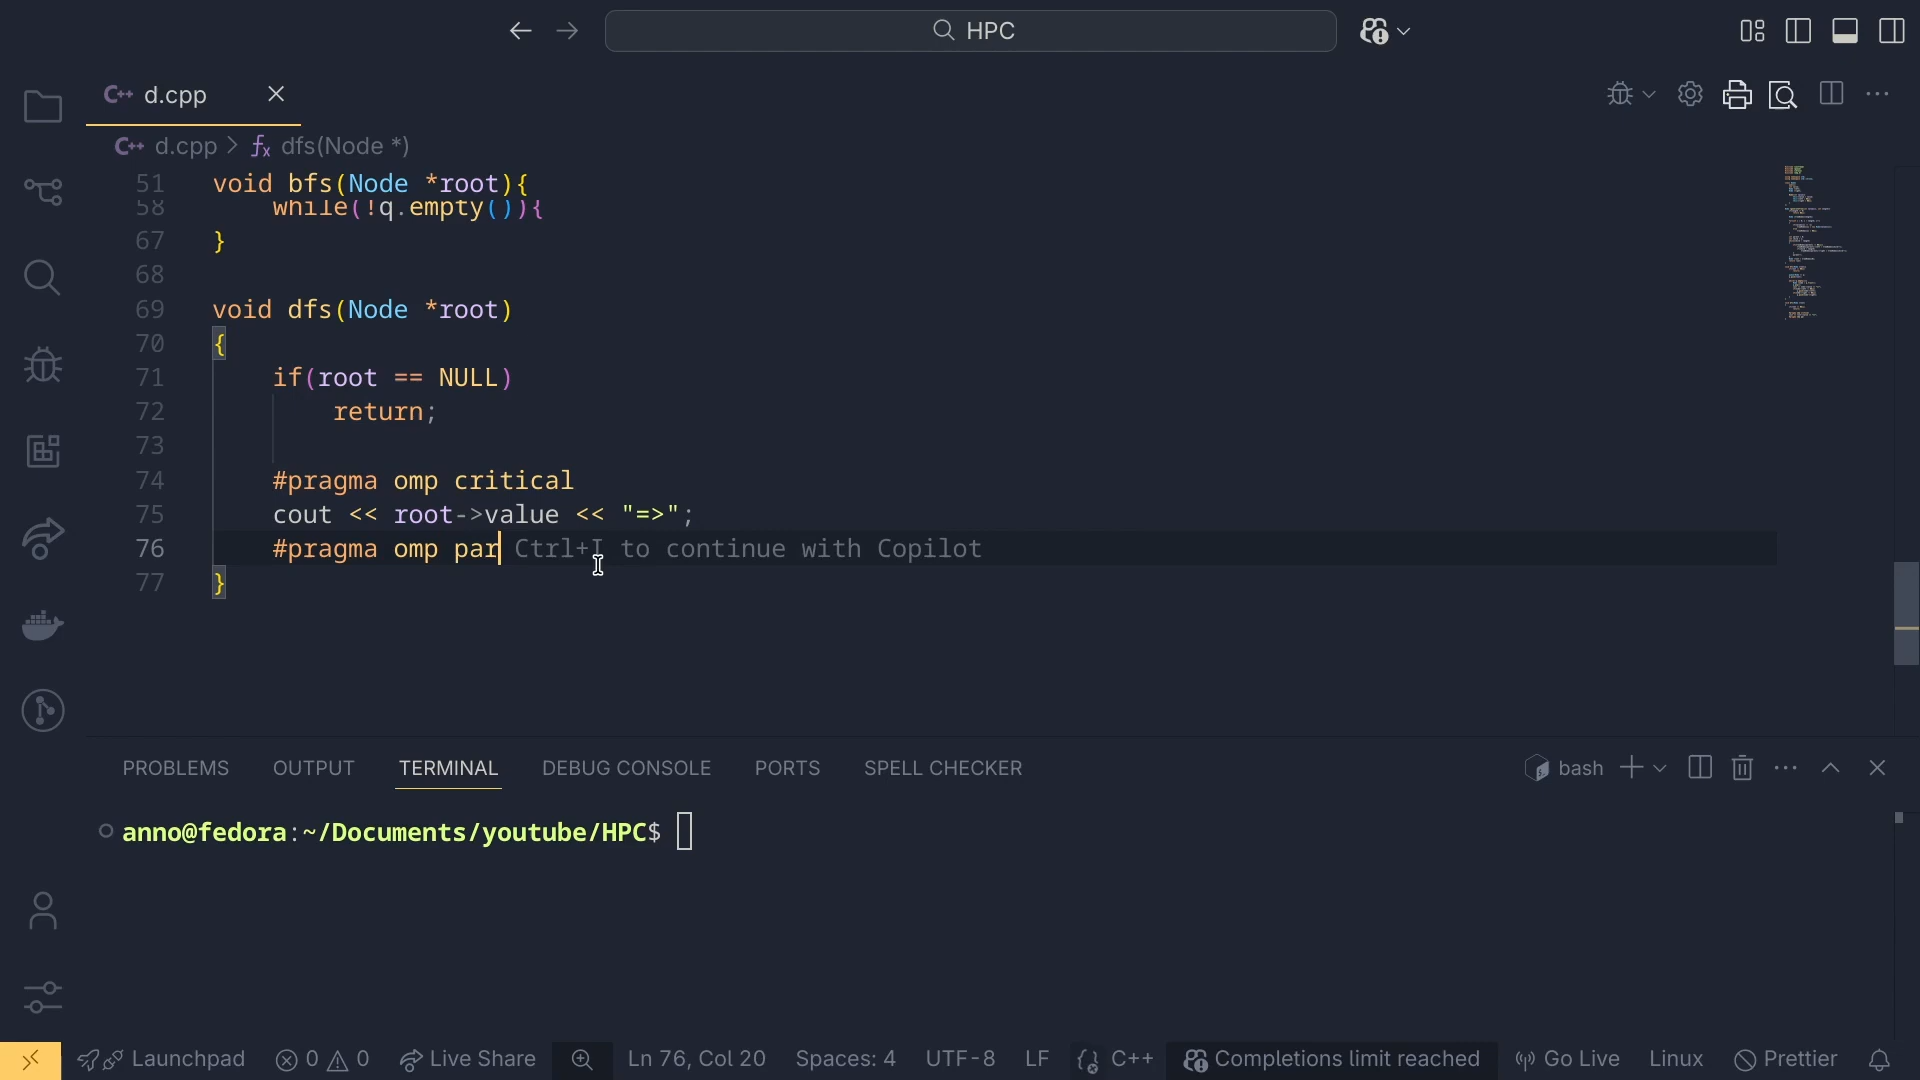 HPC
C++ d.cpp
C++ d.cpp > fx dfs(Node *)
51 void bfs(Node *root){
58 while(!q.empty()){
67 }
68
69 void dfs(Node *root)
70 {
71 if(root == NULL)
72 return;
73
74 #pragma omp critical
75 cout << root->value << "=>";
76 #pragma omp par Ctrl+I to continue with Copilot
77 }
PROBLEMS OUTPUT TERMINAL DEBUG CONSOLE PORTS SPELL CHECKER bash
anno@fedora:~/Documents/youtube/HPC$
Launchpad 0 0 Live Share Ln 76, Col 20 Spaces: 4 UTF-8 LF C++ Completions limit reached Go Live Linux Prettier